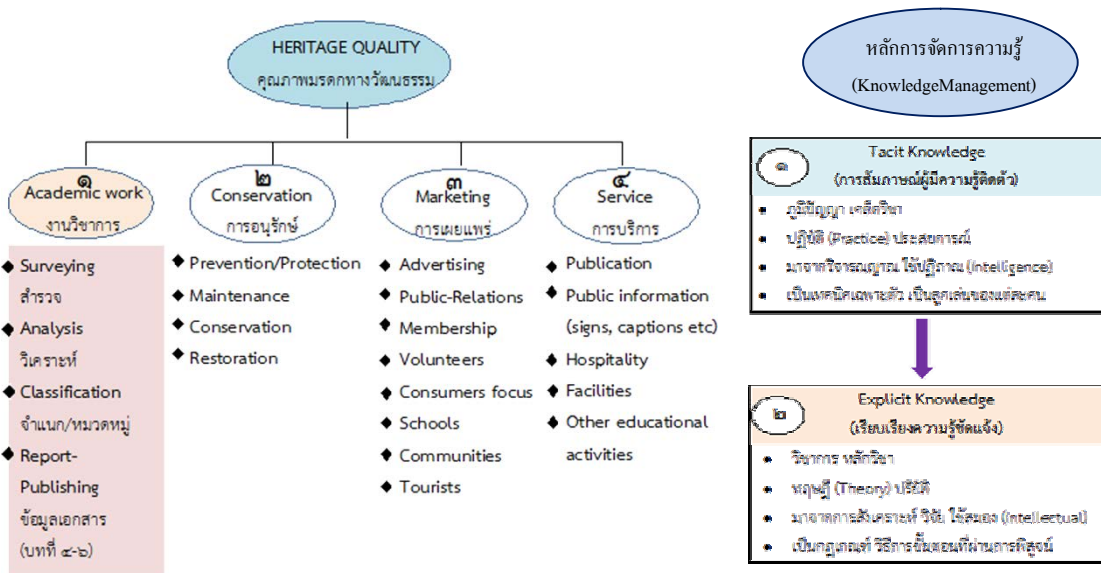 HERITAGE QUALITY
คุณภาพมรดกทางวัฒนธรรม
๑
Academic work
งานวิชาการ
◆ Surveying
สำรวจ
◆ Analysis
วิเคราะห์
◆ Classification
จำแนก/หมวดหมู่
◆ Report-
Publishing
ข้อมูลเอกสาร
(บทที่ ๔-๖)
๒
Conservation
การอนุรักษ์
◆ Prevention/Protection
◆ Maintenance
◆ Conservation
◆ Restoration
๓
Marketing
การเผยแพร่
◆ Advertising
◆ Public-Relations
◆ Membership
◆ Volunteers
◆ Consumers focus
◆ Schools
◆ Communities
◆ Tourists
๔
Service
การบริการ
◆ Publication
◆ Public information
(signs, captions etc)
◆ Hospitality
◆ Facilities
◆ Other educational
activities
หลักการจัดการความรู้
(KnowledgeManagement)
๑
Tacit Knowledge
(การสัมภาษณ์ผู้มีความรู้ติดตัว)
• ภูมิปัญญา เคล็ดวิชา
• ปฏิบัติ (Practice) ประสบการณ์
• มาจากวิจารณญาณ ใช้ปฏิภาณ (Intelligence)
• เป็นเทคนิคเฉพาะตัว เป็นลูกเล่นของแต่ละคน
๒
Explicit Knowledge
(เรียบเรียงความรู้ชัดแจ้ง)
• วิชาการ หลักวิชา
• ทฤษฎี (Theory) ปริยัติ
• มาจากการสังเคราะห์ วิจัย ใช้สมอง (Intellectual)
• เป็นกฎเกณฑ์ วิธีการขั้นตอนที่ผ่านการพิสูจน์